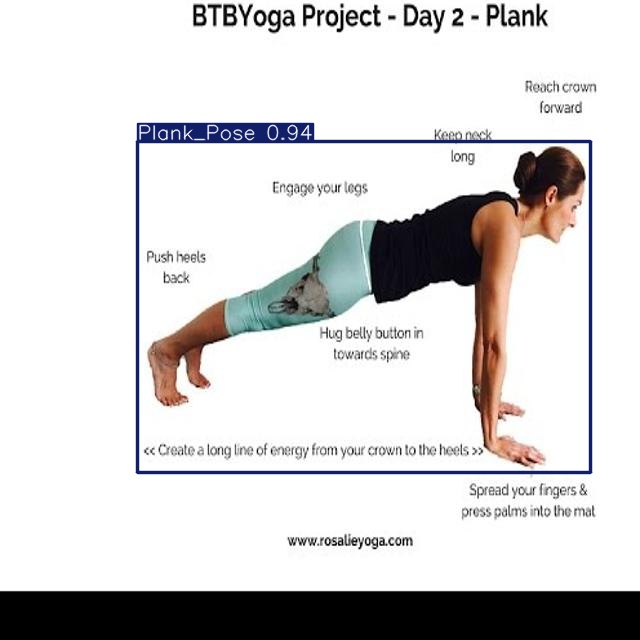 BTBYoga Project - Day 2 - Plank
Reach crown
forward
Plank_Pose 0.94
Keep neck
long
Engage your legs
Push heels
back
Hug belly button in
towards spine
<< Create a long line of energy from your crown to the heels >>
Spread your fingers &
press palms into the mat
www.rosalieyoga.com